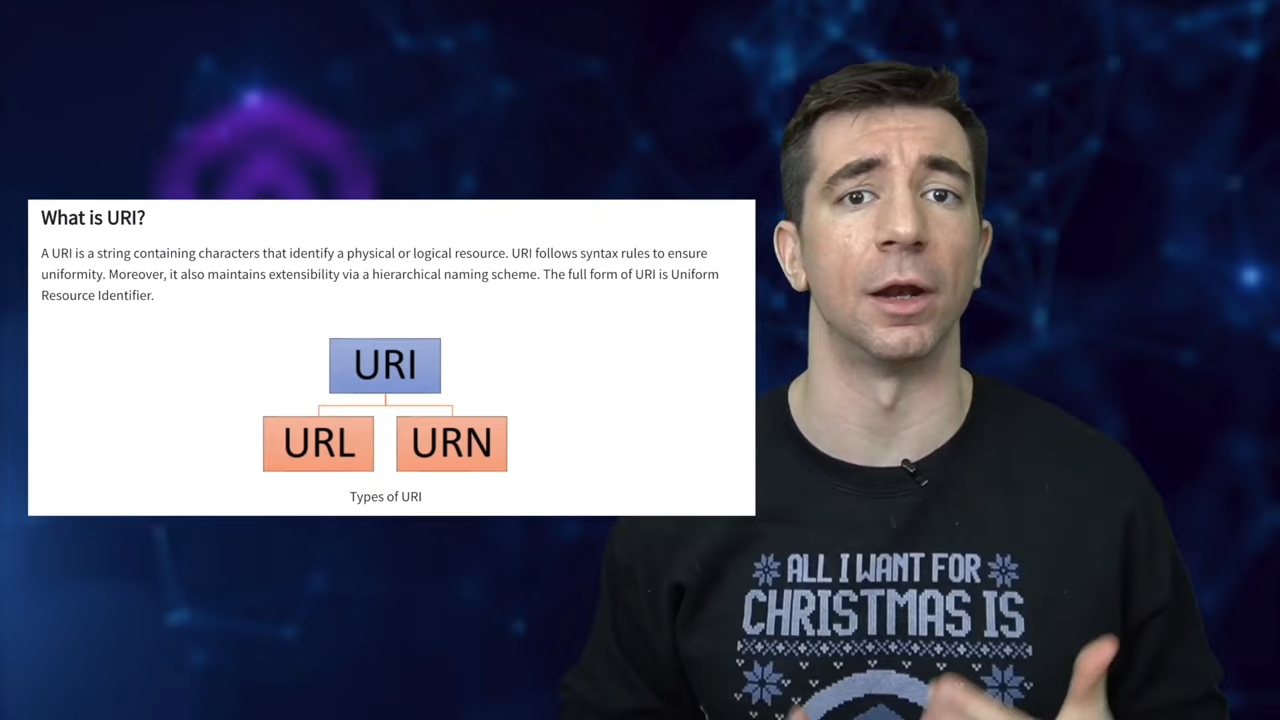 What is URI?
A URI is a string containing characters that identify a physical or logical resource. URI follows syntax rules to ensure
uniformity. Moreover, it also maintains extensibility via a hierarchical naming scheme. The full form of URI is Uniform
Resource Identifier.
URI
URL URN
Types of URI
ALL I WANT FOR
CHRISTMAS IS